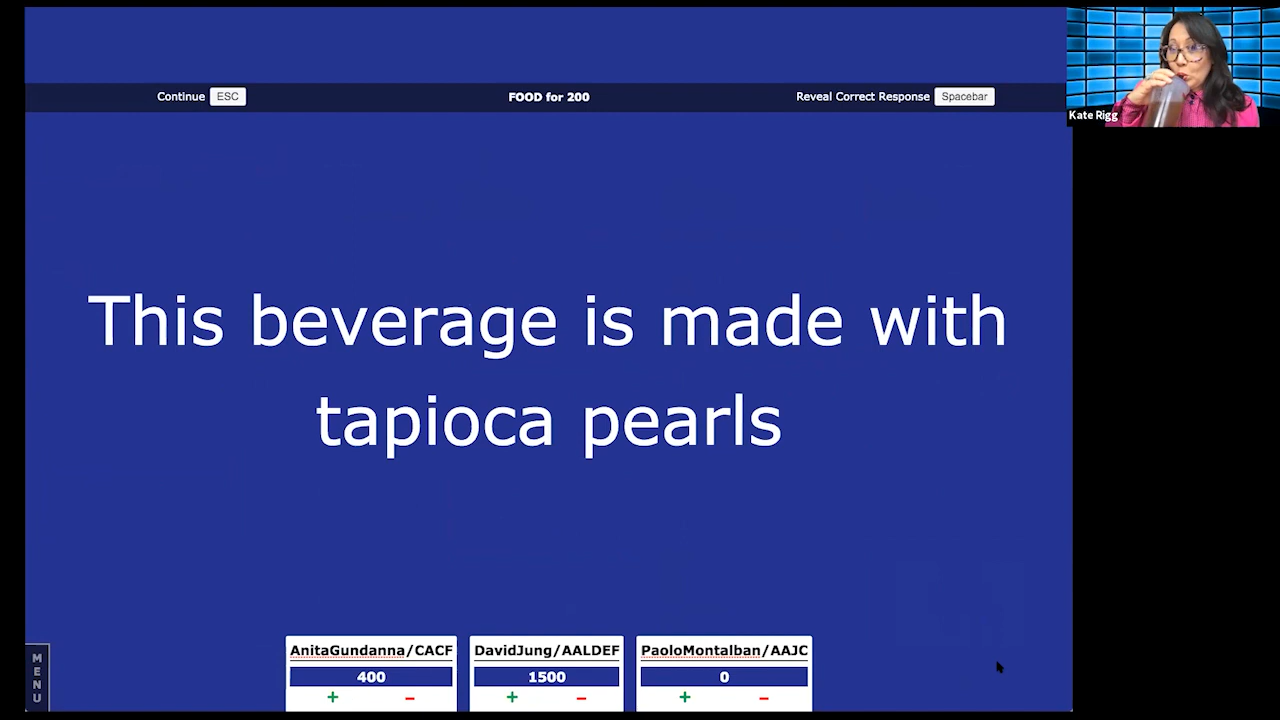 Continue ESC
FOOD for 200
Reveal Correct Response Spacebar
Kate Rigg
This beverage is made with
tapioca pearls
MENU
AnitaGundanna/CACF
400
+ −
DavidJung/AALDEF
1500
+ −
PaoloMontalban/AAJC
0
+ −